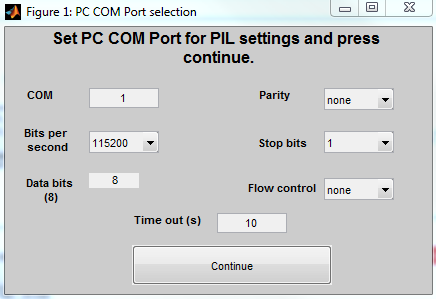 Figure 1: PC COM Port selection
Set PC COM Port for PIL settings and press
continue.
COM 1 Parity none
Bits per
second 115200 Stop bits 1
Data bits
(8) 8 Flow control none
Time out (s) 10
Continue